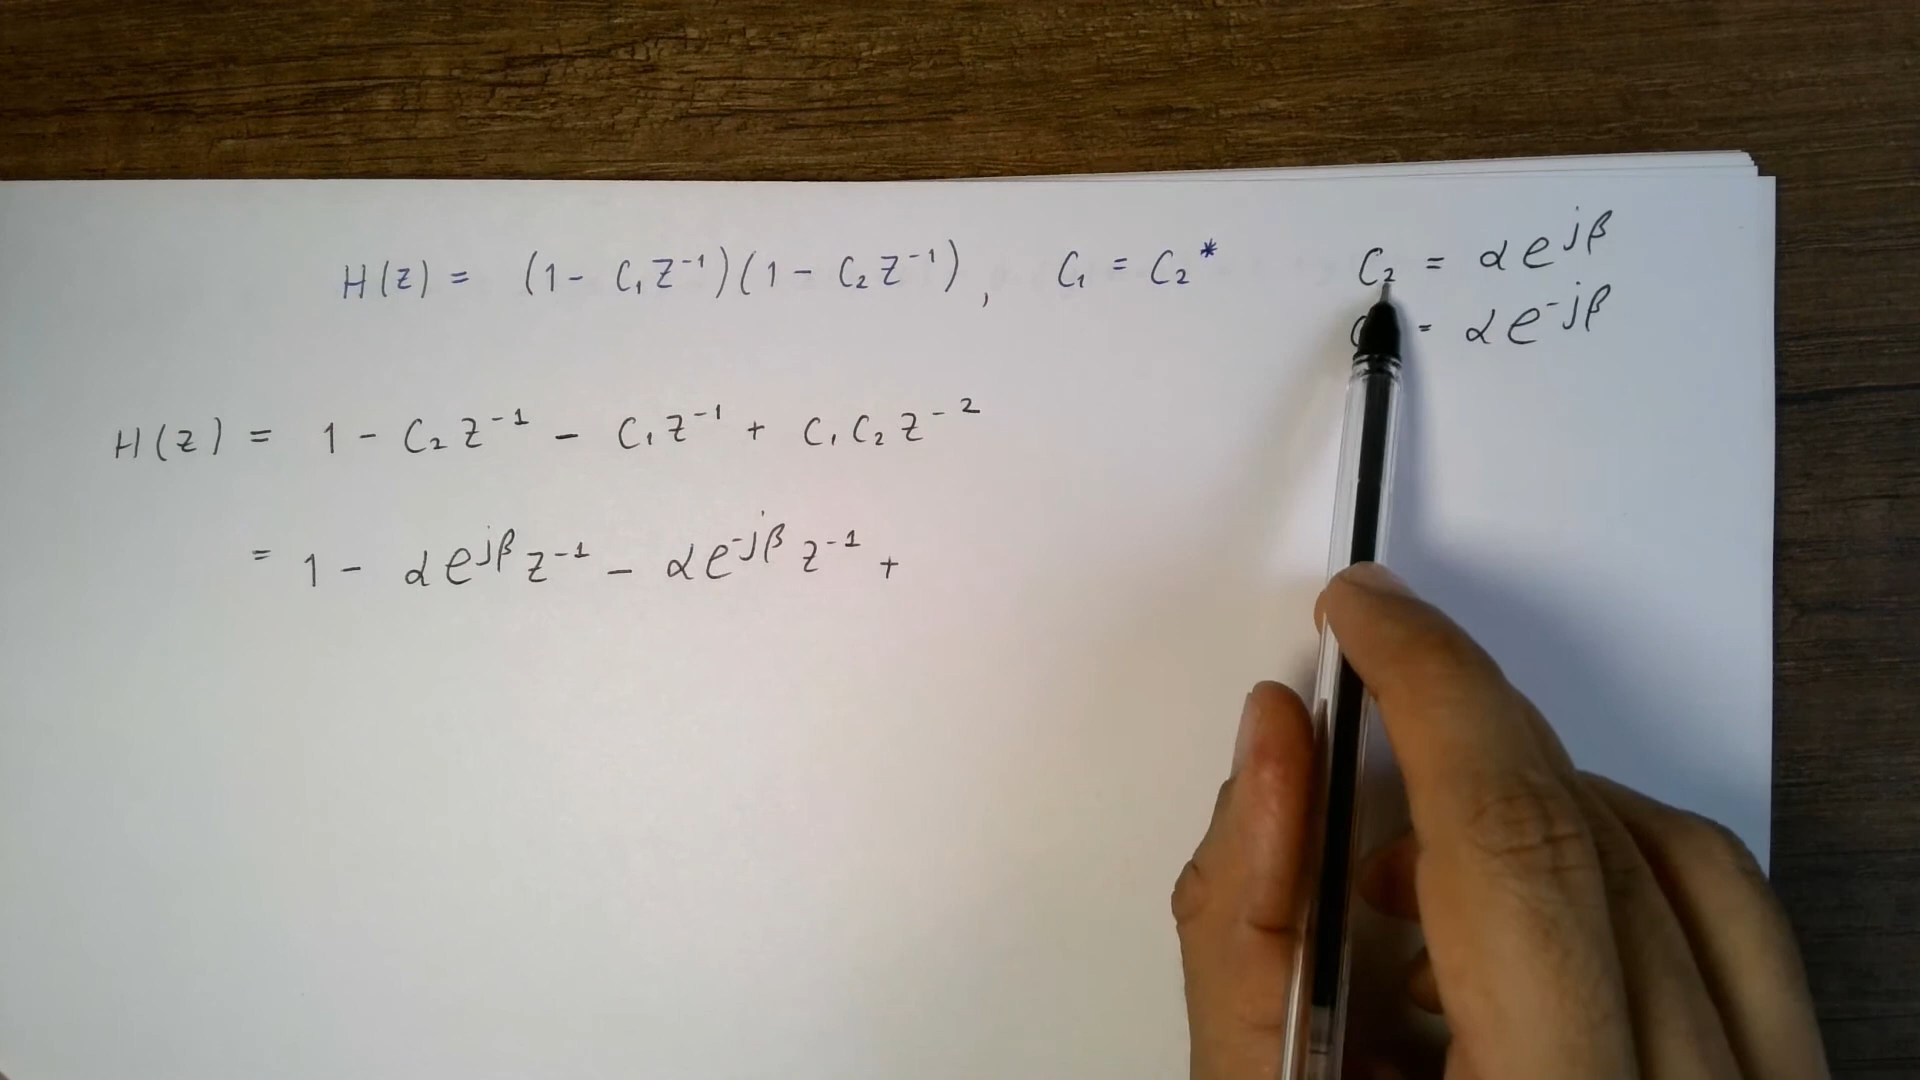 H(z) = (1 - C₁z⁻¹)(1 - C₂z⁻¹), C₁ = C₂*
C₂ = αe^{jβ}
= αe^{-jβ}
H(z) = 1 - C₂z⁻¹ - C₁z⁻¹ + C₁C₂z⁻²
= 1 - αe^{jβ}z⁻¹ - αe^{-jβ}z⁻¹ +